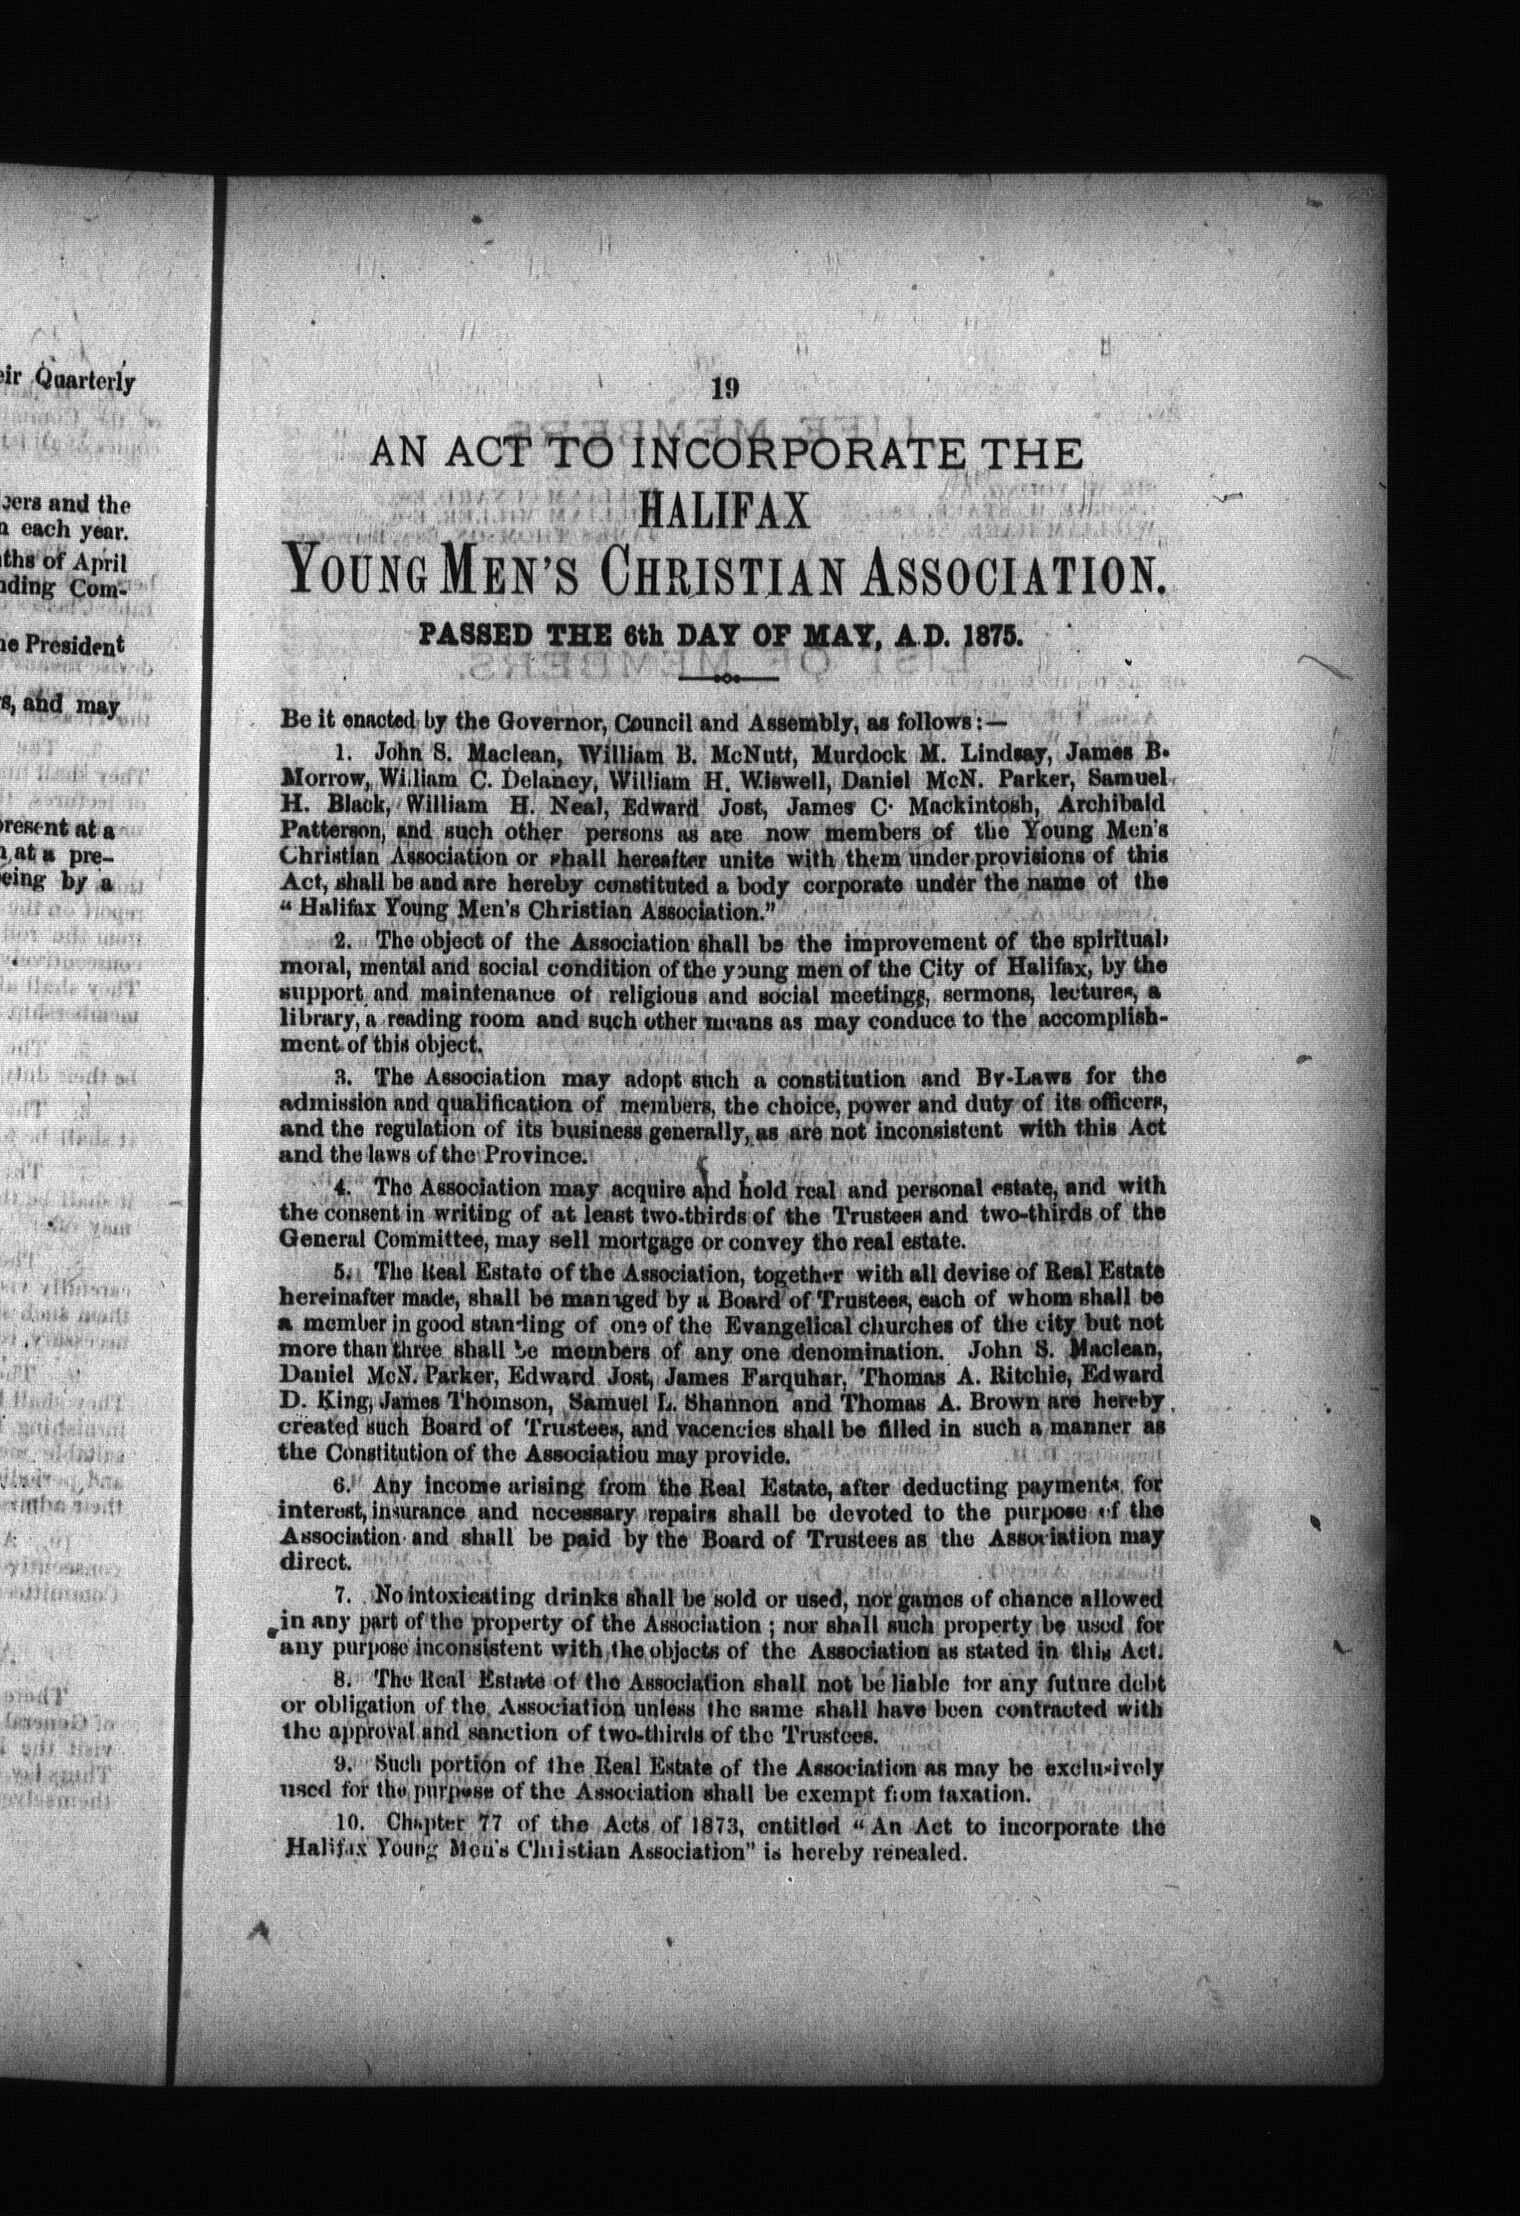 eir Quarterly
cers and the
n each year.
ths of April
nding Com-
he President
s, and may
present at a
n at a pre-
being by a
19
AN ACT TO INCORPORATE THE
HALIFAX
YOUNG MEN'S CHRISTIAN ASSOCIATION.
PASSED THE 6th DAY OF MAY, A.D. 1875.
Be it enacted by the Governor, Council and Assembly, as follows:—
1. John S. Maclean, William B. McNutt, Murdock M. Lindsay, James B.
Morrow, William C. Delaney, William H. Wiswell, Daniel McN. Parker, Samuel
H. Black, William H. Neal, Edward Jost, James C. Mackintosh, Archibald
Patterson, and such other persons as are now members of the Young Men's
Christian Association or shall hereafter unite with them under provisions of this
Act, shall be and are hereby constituted a body corporate under the name of the
"Halifax Young Men's Christian Association."
2. The object of the Association shall be the improvement of the spiritual,
moral, mental and social condition of the young men of the City of Halifax, by the
support and maintenance of religious and social meetings, sermons, lectures, a
library, a reading room and such other means as may conduce to the accomplish-
ment of this object.
3. The Association may adopt such a constitution and By-Laws for the
admission and qualification of members, the choice, power and duty of its officers,
and the regulation of its business generally, as are not inconsistent with this Act
and the laws of the Province.
4. The Association may acquire and hold real and personal estate, and with
the consent in writing of at least two-thirds of the Trustees and two-thirds of the
General Committee, may sell mortgage or convey the real estate.
5. The Real Estate of the Association, together with all devise of Real Estate
hereinafter made, shall be managed by a Board of Trustees, each of whom shall be
a member in good standing of one of the Evangelical churches of the city but not
more than three shall be members of any one denomination. John S. Maclean,
Daniel McN. Parker, Edward Jost, James Farquhar, Thomas A. Ritchie, Edward
D. King, James Thomson, Samuel L. Shannon and Thomas A. Brown are hereby
created such Board of Trustees, and vacencies shall be filled in such a manner as
the Constitution of the Associatiou may provide.
6. Any income arising from the Real Estate, after deducting payments for
interest, insurance and necessary repairs shall be devoted to the purpose of the
Association and shall be paid by the Board of Trustees as the Association may
direct.
7. No intoxicating drinks shall be sold or used, nor games of chance allowed
in any part of the property of the Association ; nor shall such property be used for
any purpose inconsistent with the objects of the Association as stated in this Act.
8. The Real Estate of the Association shall not be liable for any future debt
or obligation of the Association unless the same shall have been contracted with
the approval and sanction of two-thirds of the Trustees.
9. Such portion of the Real Estate of the Association as may be exclusively
used for the purpose of the Association shall be exempt from taxation.
10. Chapter 77 of the Acts of 1873, entitled "An Act to incorporate the
Halifax Young Men's Christian Association" is hereby repealed.